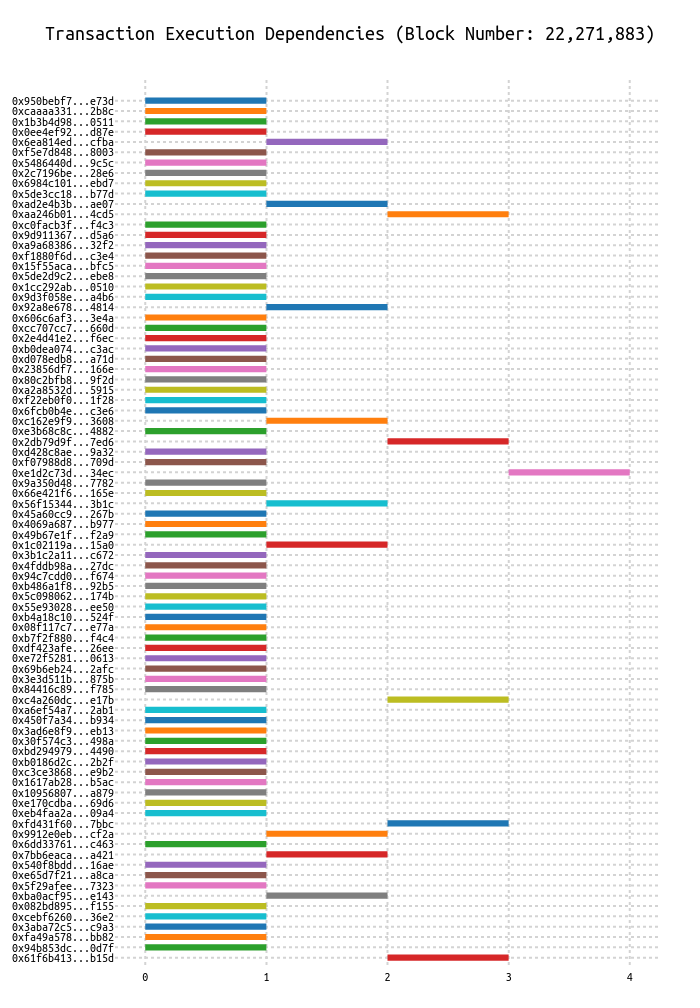 Transaction Execution Dependencies (Block Number: 22,271,883)
0x950bebf7...e73d
0xcaaaa331...2b8c
0x1b3b4d98...0511
0x0ee4ef92...d87e
0x6ea814ed...cfba
0xf5e7d848...8003
0x5486440d...9c5c
0x2c7196be...28e6
0x6984c101...ebd7
0x5de3cc18...b77d
0xad2e4b3b...ae07
0xaa246b01...4cd5
0xc0facb3f...f4c3
0x9d911367...d5a6
0xa9a68386...32f2
0xf1880f6d...c3e4
0x15f55aca...bfc5
0x5de2d9c2...ebe8
0x1cc292ab...0510
0x9d3f058e...a4b6
0x92a8e678...4814
0x606c6af3...3e4a
0xcc707cc7...660d
0x2e4d41e2...f6ec
0xb0dea074...c3ac
0xd078edb8...a71d
0x23856df7...166e
0x80c2bfb8...9f2d
0xa2a8532d...5915
0xf22eb0f0...1f28
0x6fcb0b4e...c3e6
0xc162e9f9...3608
0xe3b68c8c...4882
0x2db79d9f...7ed6
0xd428c8ae...9a32
0xf07988d8...709d
0xe1d2c73d...34ec
0x9a350d48...7782
0x66e421f6...165e
0x56f15344...3b1c
0x45a60cc9...267b
0x4069a687...b977
0x49b67e1f...f2a9
0x1c02119a...15a0
0x3b1c2a11...c672
0x4fddb98a...27dc
0x94c7cdd0...f674
0xb486a1f8...92b5
0x5c098062...174b
0x55e93028...ee50
0xb4a18c10...524f
0x08f117c7...e77a
0xb7f2f880...f4c4
0xdf423afe...26ee
0xe72f5281...0613
0x69b6eb24...2afc
0x3e3d511b...875b
0x84416c89...f785
0xc4a260dc...e17b
0xa6ef54a7...2ab1
0x450f7a34...b934
0x3ad6e8f9...eb13
0x30f574c3...498a
0xbd294979...4490
0xb0186d2c...2b2f
0xc3ce3868...e9b2
0x1617ab28...b5ac
0x10956807...a879
0xe170cdba...69d6
0xeb4faa2a...09a4
0xfd431f60...7bbc
0x9912e0eb...cf2a
0x6dd33761...c463
0x7bb6eaca...a421
0x540f8bdd...16ae
0xe65d7f21...a8ca
0x5f29afee...7323
0xba0acf95...e143
0x082bd895...f155
0xcebf6260...36e2
0x3aba72c5...c9a3
0xfa49a578...bb82
0x94b853dc...0d7f
0x61f6b413...b15d
0 1 2 3 4